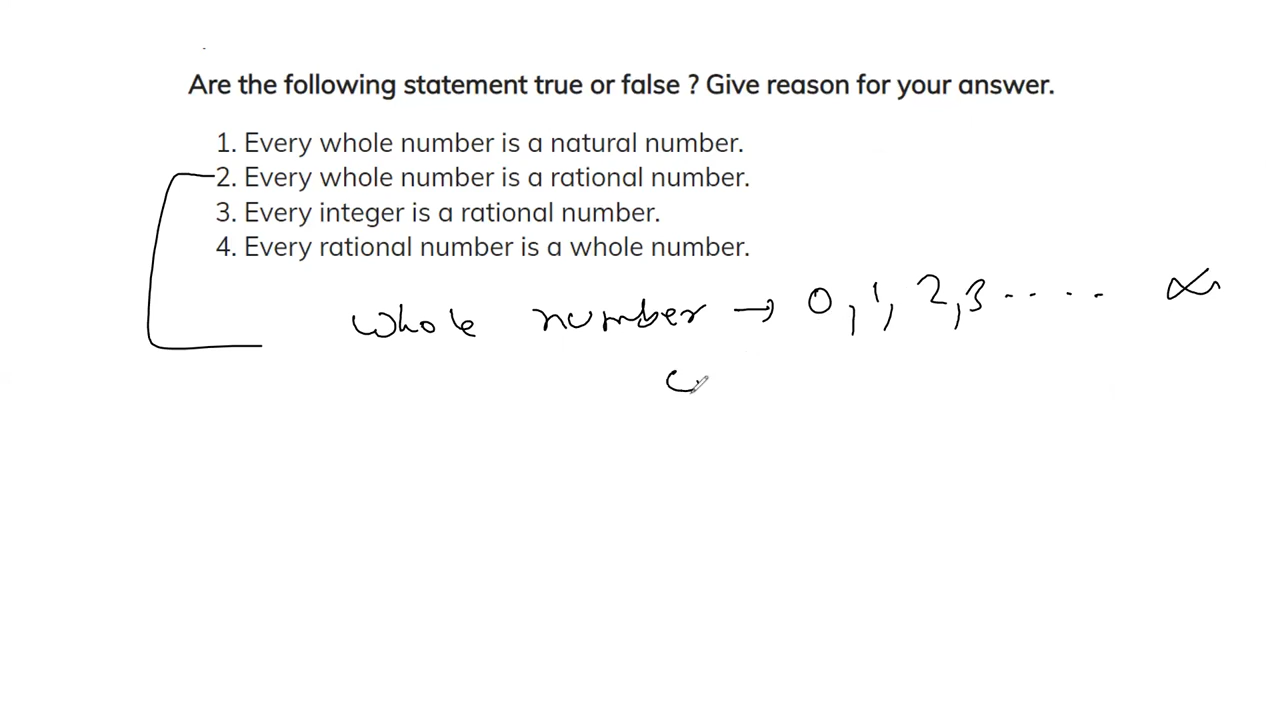 Are the following statement true or false ? Give reason for your answer.
1. Every whole number is a natural number.
2. Every whole number is a rational number.
3. Every integer is a rational number.
4. Every rational number is a whole number.
whole number → 0, 1, 2, 3 .... ∞